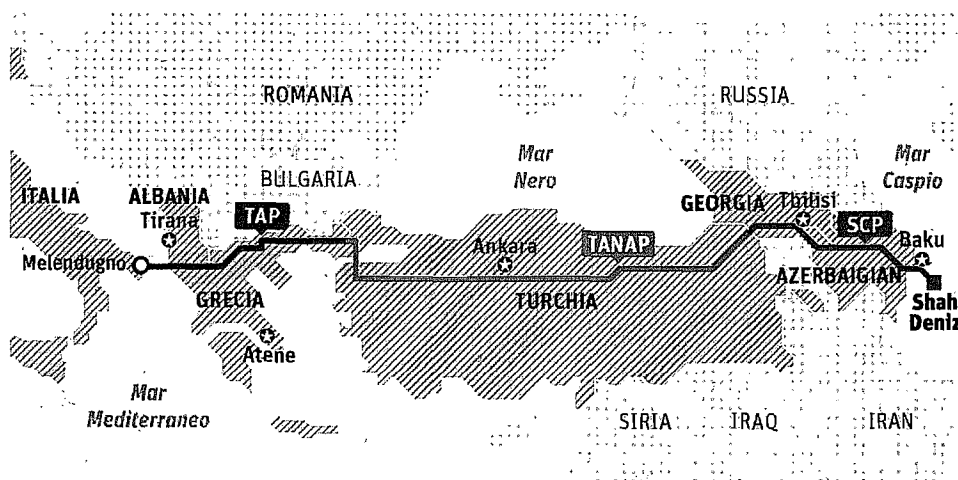 ROMANIA
RUSSIA
Mar
Nero
Mar
Caspio
BULGARIA
ITALIA
ALBANIA
Tirana
TAP
GEORGIA
Tbilisi
SCP
Ankara
TANAP
Baku
Melendugno
GRECIA
TURCHIA
AZERBAIGIAN
Shah
Deniz
Atene
Mar
Mediterraneo
SIRIA
IRAQ
IRAN